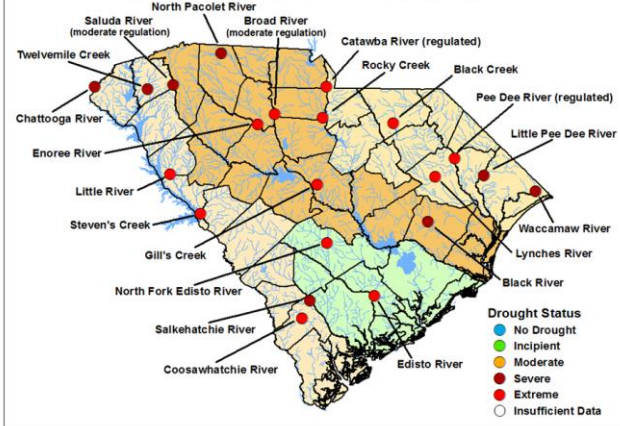 North Pacolet River
Saluda River
(moderate regulation)
Broad River
(moderate regulation)
Catawba River (regulated)
Twelvemile Creek
Rocky Creek
Black Creek
Pee Dee River (regulated)
Chattooga River
Little Pee Dee River
Enoree River
Little River
Steven's Creek
Waccamaw River
Gill's Creek
Lynches River
North Fork Edisto River
Black River
Salkehatchie River
Coosawhatchie River
Edisto River
Drought Status
No Drought
Incipient
Moderate
Severe
Extreme
Insufficient Data